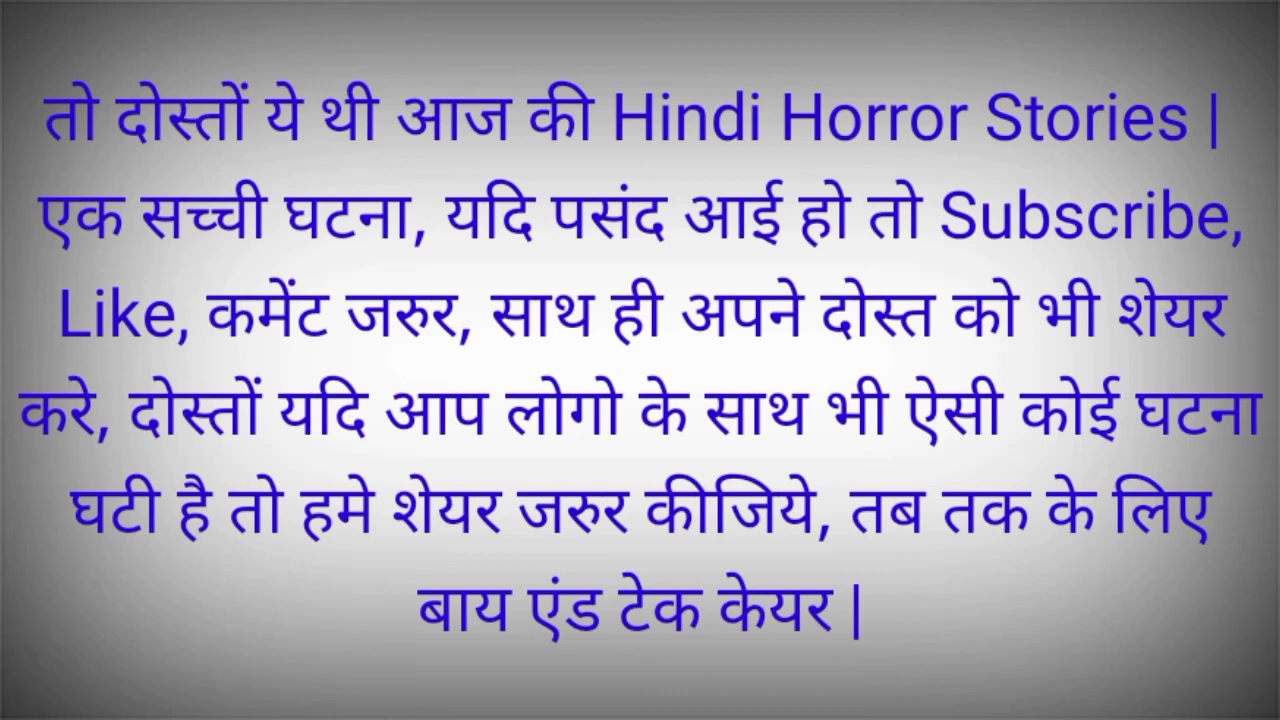 तो दोस्तों ये थी आज की Hindi Horror Stories |
एक सच्ची घटना, यदि पसंद आई हो तो Subscribe,
Like, कमेंट जरुर, साथ ही अपने दोस्त को भी शेयर
करे, दोस्तों यदि आप लोगो के साथ भी ऐसी कोई घटना
घटी है तो हमे शेयर जरुर कीजिये, तब तक के लिए
बाय एंड टेक केयर |